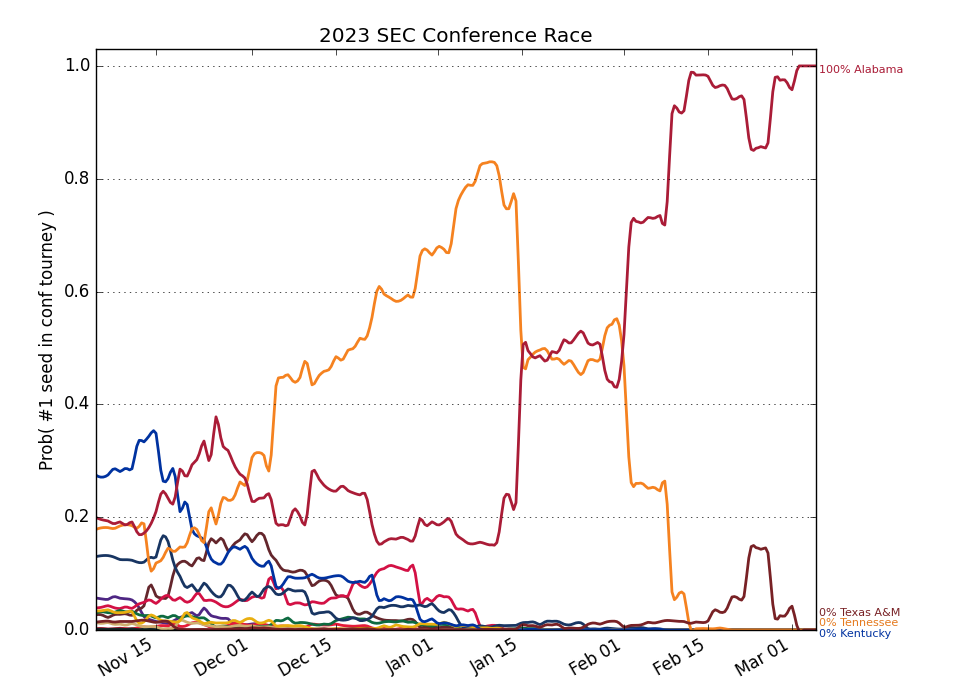 2023 SEC Conference Race
Prob( #1 seed in conf tourney )
1.0
0.8
0.6
0.4
0.2
0.0
100% Alabama
0% Texas A&M
0% Tennessee
0% Kentucky
Nov 15
Dec 01
Dec 15
Jan 01
Jan 15
Feb 01
Feb 15
Mar 01